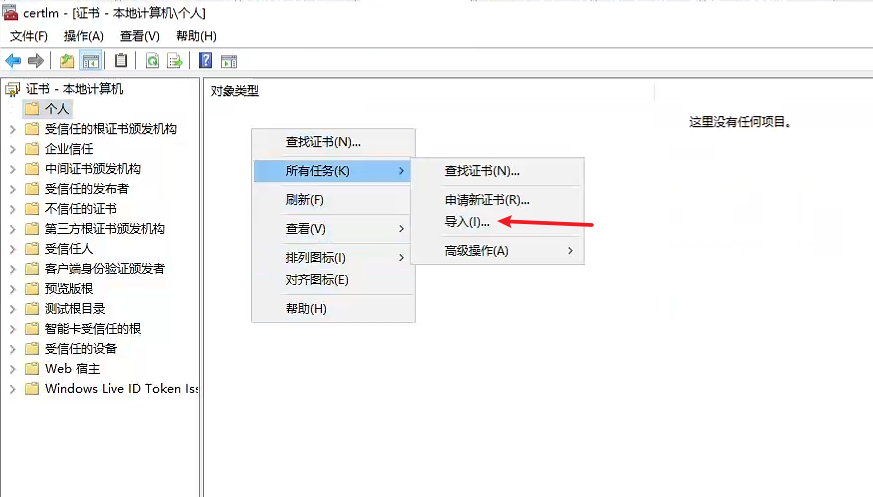 certlm - [证书 - 本地计算机\个人]
文件(F) 操作(A) 查看(V) 帮助(H)
证书 - 本地计算机
个人
受信任的根证书颁发机构
企业信任
中间证书颁发机构
受信任的发布者
不信任的证书
第三方根证书颁发机构
受信任人
客户端身份验证颁发者
预览版根
测试根目录
智能卡受信任的根
受信任的设备
Web 宿主
Windows Live ID Token Iss
对象类型
这里没有任何项目。
查找证书(N)...
所有任务(K)
刷新(F)
查看(V)
排列图标(I)
对齐图标(E)
帮助(H)
查找证书(N)...
申请新证书(R)...
导入(I)...
高级操作(A)